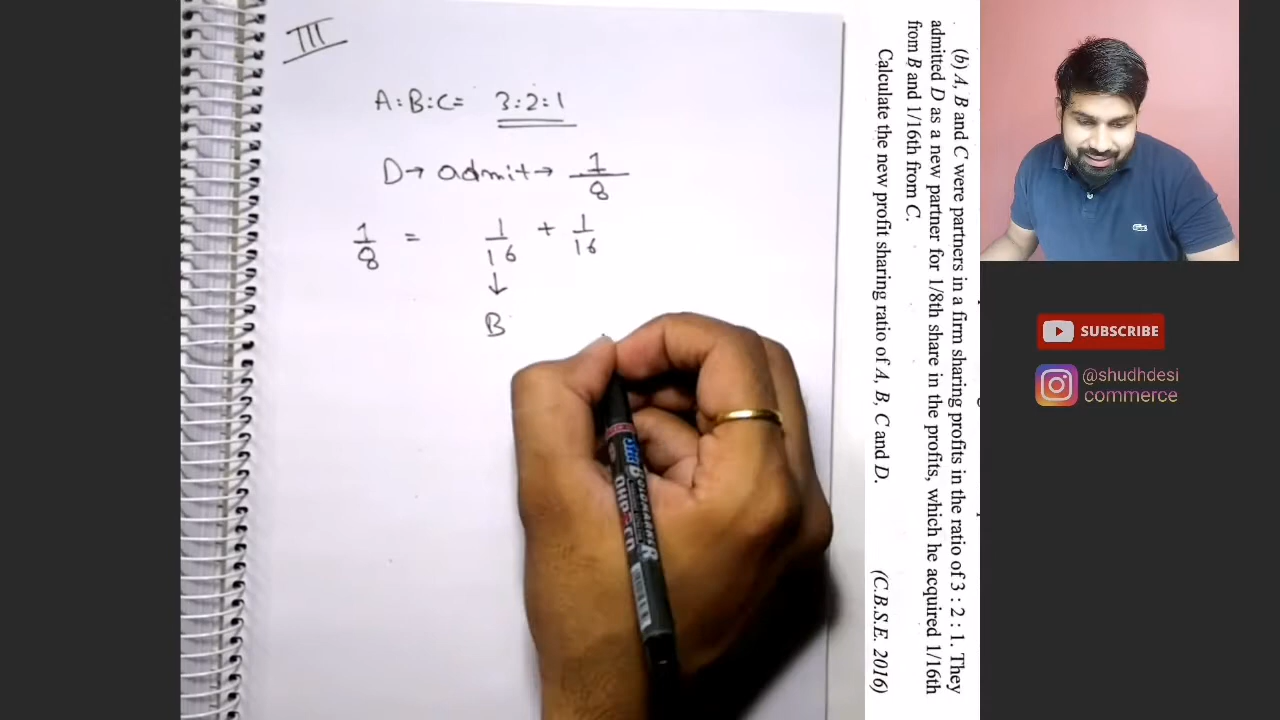 III
A:B:C= 3:2:1
D→ admit→ 1/8
1/8 = 1/16 + 1/16
↓
B
(b) A, B and C were partners in a firm sharing profits in the ratio of 3 : 2 : 1. They
admitted D as a new partner for 1/8th share in the profits, which he acquired 1/16th
from B and 1/16th from C.
Calculate the new profit sharing ratio of A, B, C and D.
(C.B.S.E. 2016)
SUBSCRIBE
@shudhdesi
commerce